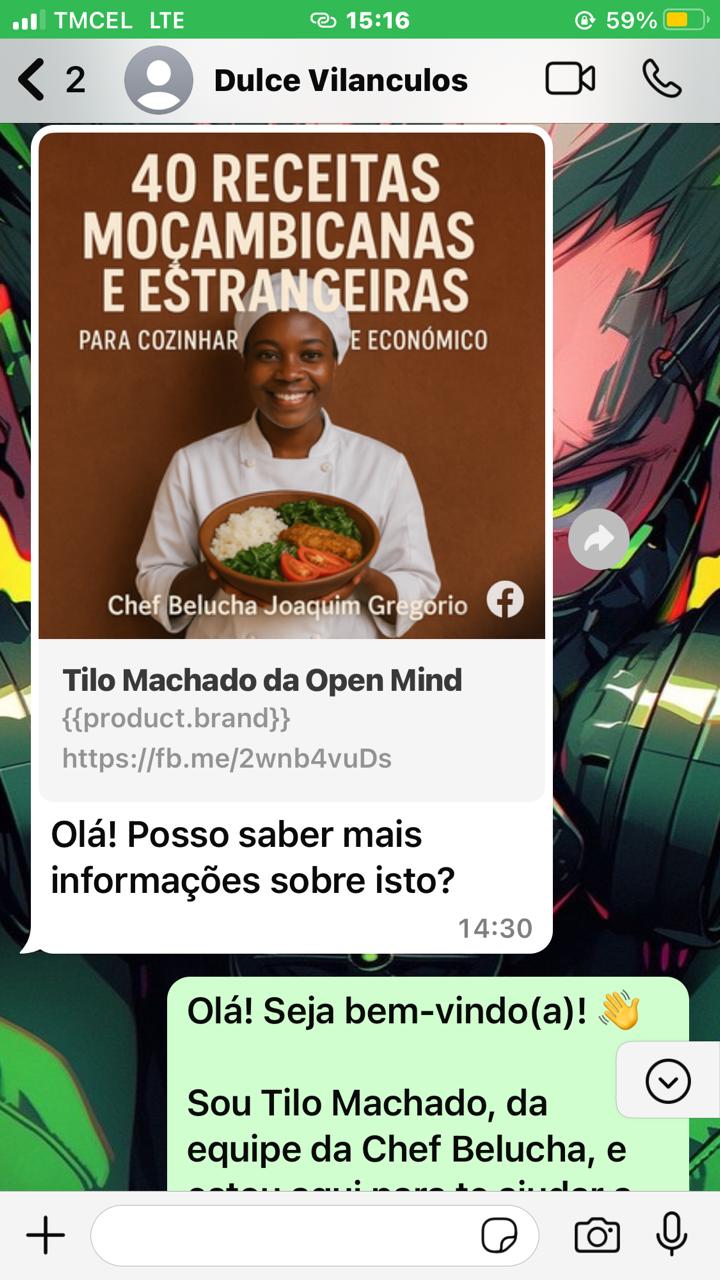 TMCEL LTE 15:16 59%
2 Dulce Vilanculos
40 RECEITAS
MOÇAMBICANAS
E ESTRANGEIRAS
PARA COZINHAR E ECONÓMICO
Chef Belucha Joaquim Gregório
Tilo Machado da Open Mind
{{product.brand}}
https://fb.me/2wnb4vuDs
Olá! Posso saber mais
informações sobre isto?
14:30
Olá! Seja bem-vindo(a)! 👋
Sou Tilo Machado, da
equipe da Chef Belucha, e